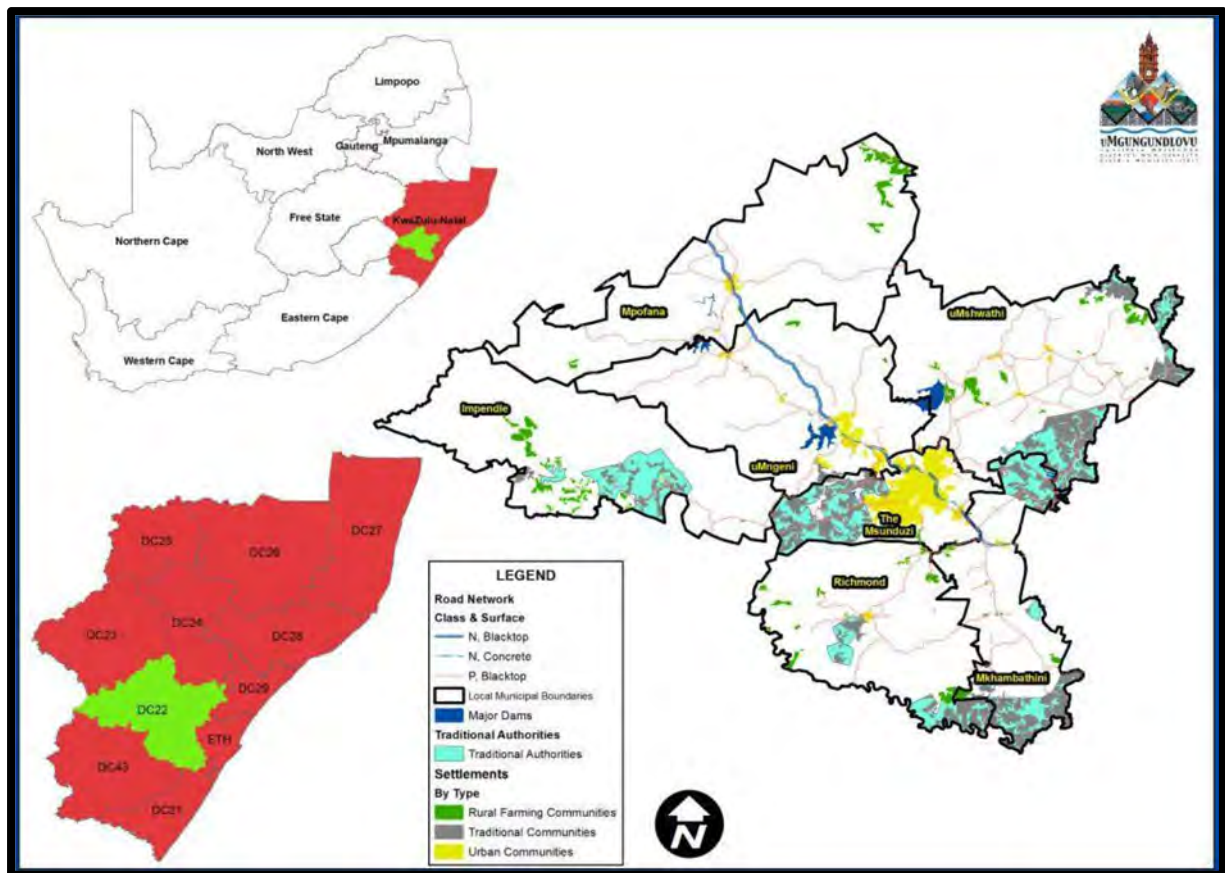 Limpopo
Mpumalanga
Gauteng
North West
KwaZulu-Natal
Free State
Northern Cape
Eastern Cape
Western Cape
uMGUNGUNDLOVU
Mpofana
uMshwathi
Impendle
uMngeni
The
Msunduzi
Richmond
Mkhambathini
DC25
DC26
DC27
DC23
DC24
DC28
DC29
DC22
ETH
DC43
DC21
LEGEND
Road Network
Class & Surface
N, Blacktop
N, Concrete
P, Blacktop
Local Municipal Boundaries
Major Dams
Traditional Authorities
Traditional Authorities
Settlements
By Type
Rural Farming Communities
Traditional Communities
Urban Communities
N